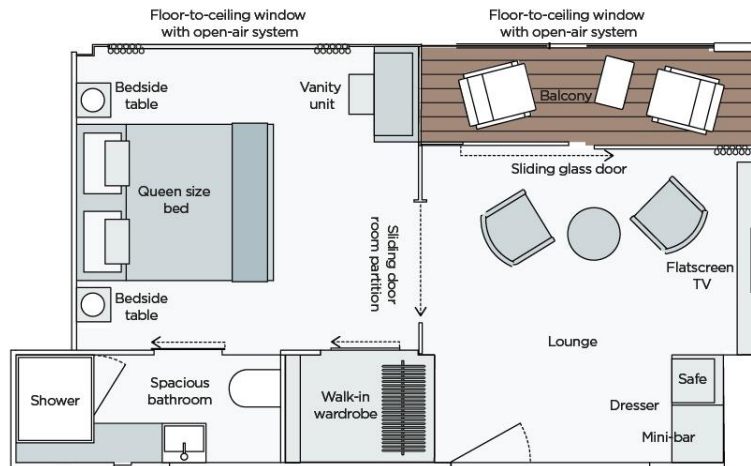 Floor-to-ceiling window
with open-air system
Floor-to-ceiling window
with open-air system
Bedside
table
Vanity
unit
Balcony
Sliding glass door
Queen size
bed
Sliding door
room partition
Flatscreen
TV
Bedside
table
Lounge
Shower
Spacious
bathroom
Walk-in
wardrobe
Safe
Dresser
Mini-bar